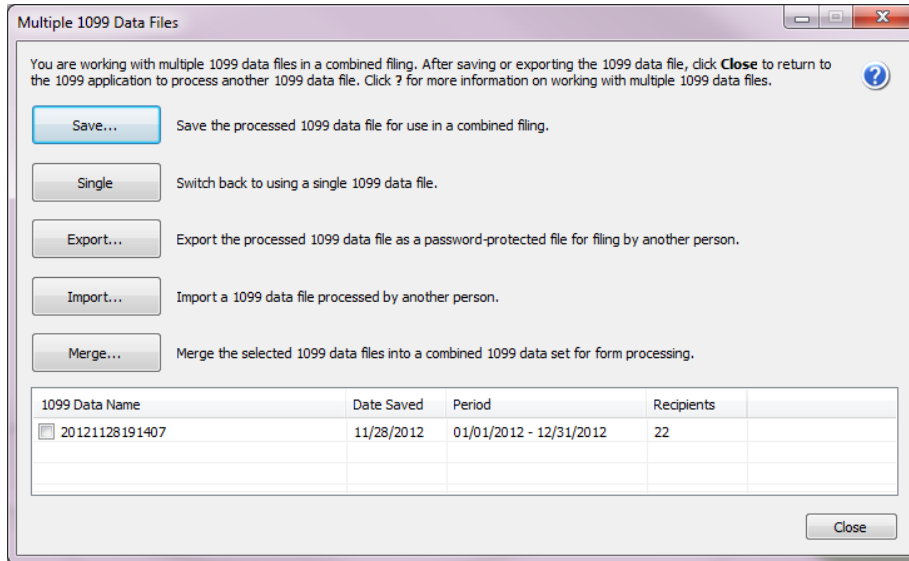 Multiple 1099 Data Files
You are working with multiple 1099 data files in a combined filing. After saving or exporting the 1099 data file, click Close to return to
the 1099 application to process another 1099 data file. Click ? for more information on working with multiple 1099 data files.
?
Save... Save the processed 1099 data file for use in a combined filing.
Single Switch back to using a single 1099 data file.
Export... Export the processed 1099 data file as a password-protected file for filing by another person.
Import... Import a 1099 data file processed by another person.
Merge... Merge the selected 1099 data files into a combined 1099 data set for form processing.
1099 Data Name Date Saved Period Recipients
20121128191407 11/28/2012 01/01/2012 - 12/31/2012 22
Close